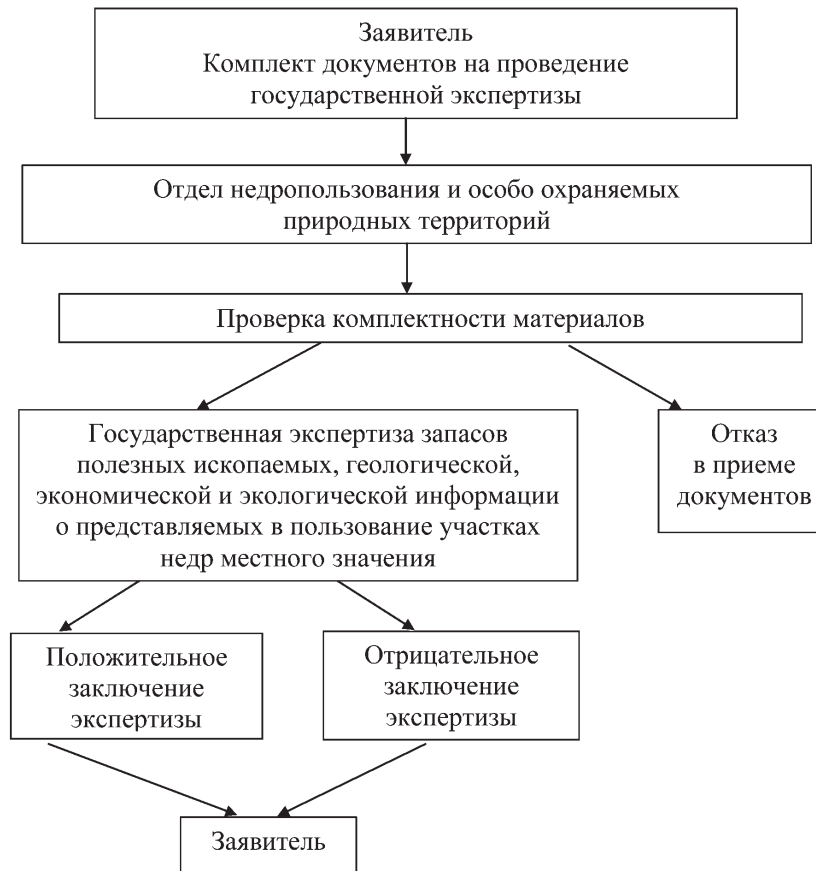 Заявитель
Комплект документов на проведение
государственной экспертизы
Отдел недропользования и особо охраняемых
природных территорий
Проверка комплектности материалов
Государственная экспертиза запасов
полезных ископаемых, геологической,
экономической и экологической информации
о представляемых в пользование участках
недр местного значения
Отказ
в приеме
документов
Положительное
заключение
экспертизы
Отрицательное
заключение
экспертизы
Заявитель